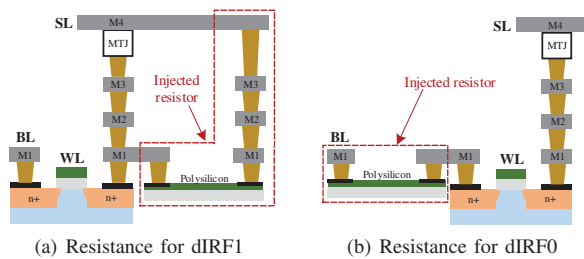 SL
M4
MTJ
Injected
resistor
M3
M2
BL
M1
WL
M1
M1
Polysilicon
n+
n+
(a) Resistance for dIRF1
SL
M4
MTJ
Injected resistor
M3
M2
BL
M1
M1
WL
M1
Polysilicon
n+
n+
(b) Resistance for dIRF0
M3
M2